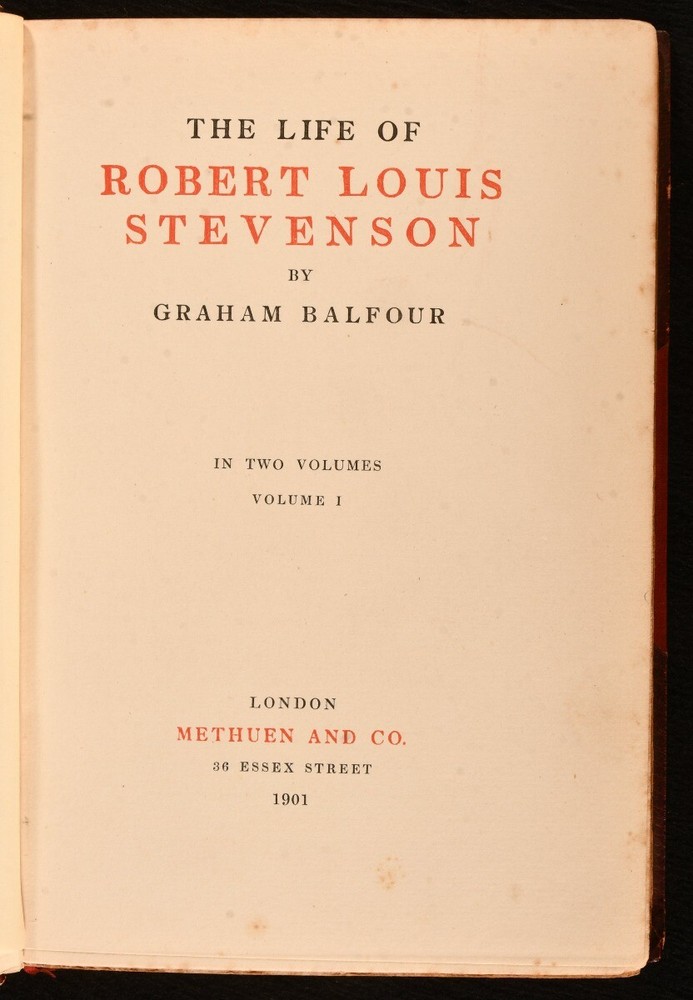 THE LIFE OF
ROBERT LOUIS
STEVENSON
BY
GRAHAM BALFOUR
IN TWO VOLUMES
VOLUME I
LONDON
METHUEN AND CO.
36 ESSEX STREET
1901